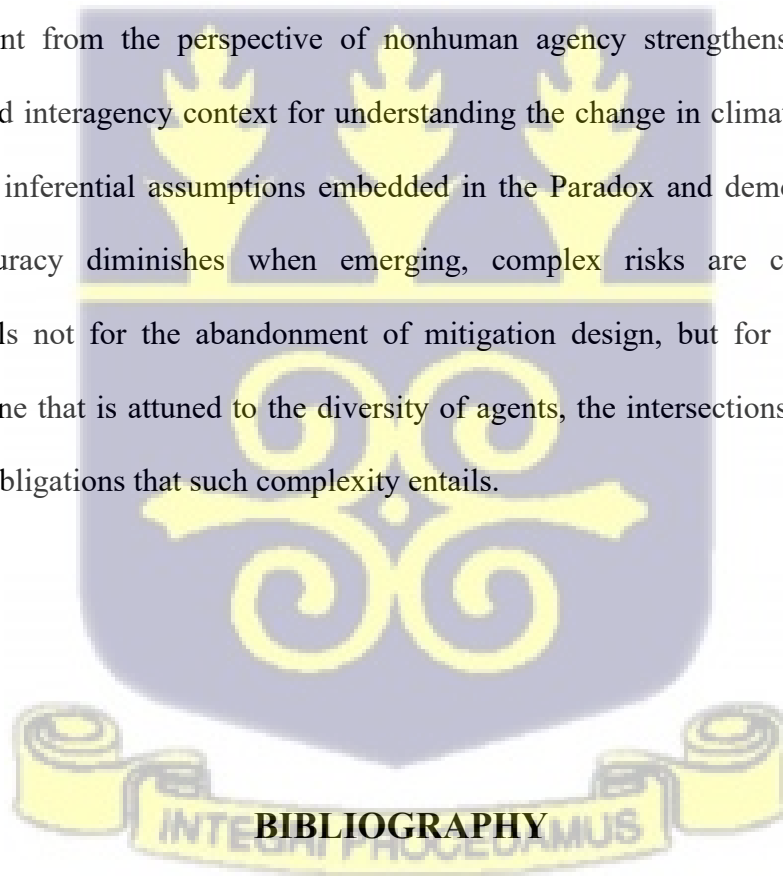 nt from the perspective of nonhuman agency strengthens
d interagency context for understanding the change in climat
inferential assumptions embedded in the Paradox and demo
uracy diminishes when emerging, complex risks are c
ls not for the abandonment of mitigation design, but for
ne that is attuned to the diversity of agents, the intersections
bligations that such complexity entails.
BIBLIOGRAPHY
INTEGRI PROCEDAMUS